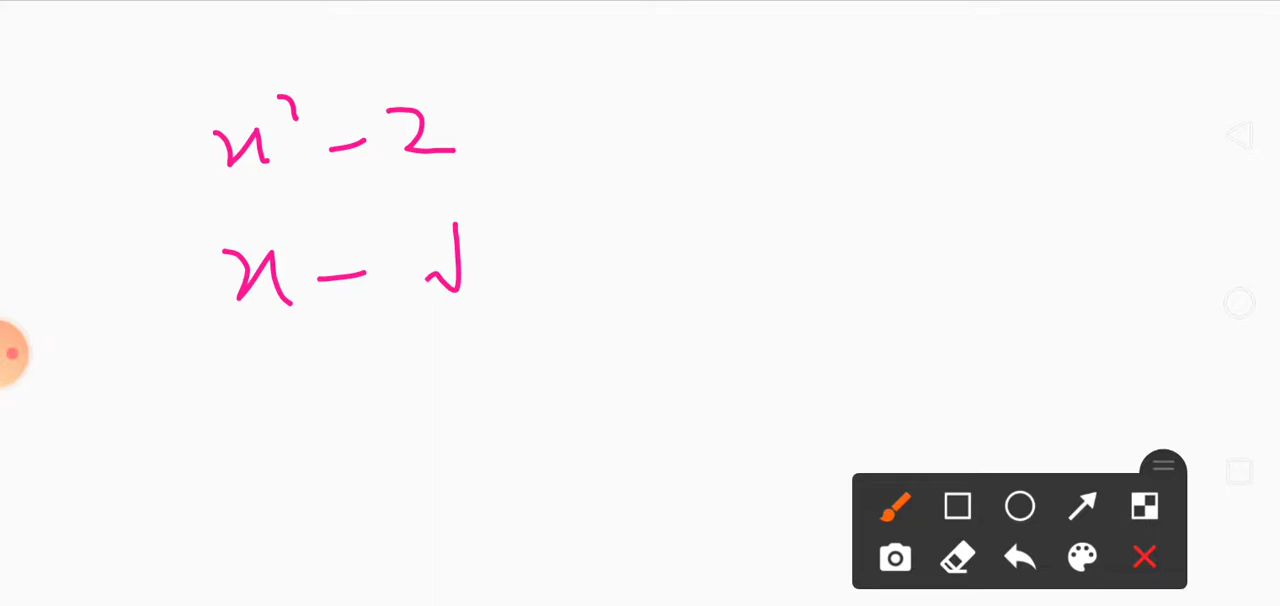 x² - 2
x - √